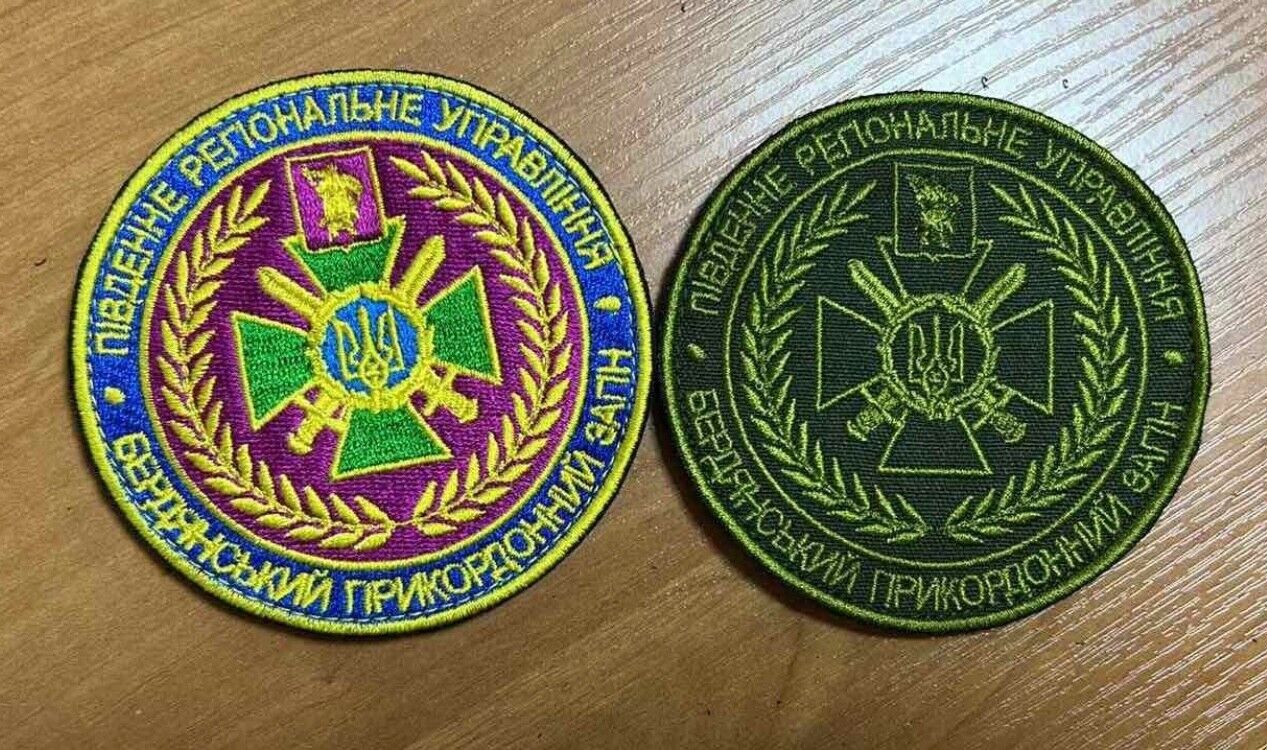 ПІВДЕННЕ РЕГІОНАЛЬНЕ УПРАВЛІННЯ
БЕРДЯНСЬКИЙ ПРИКОРДОННИЙ ЗАГІН
ПІВДЕННЕ РЕГІОНАЛЬНЕ УПРАВЛІННЯ
БЕРДЯНСЬКИЙ ПРИКОРДОННИЙ ЗАГІН